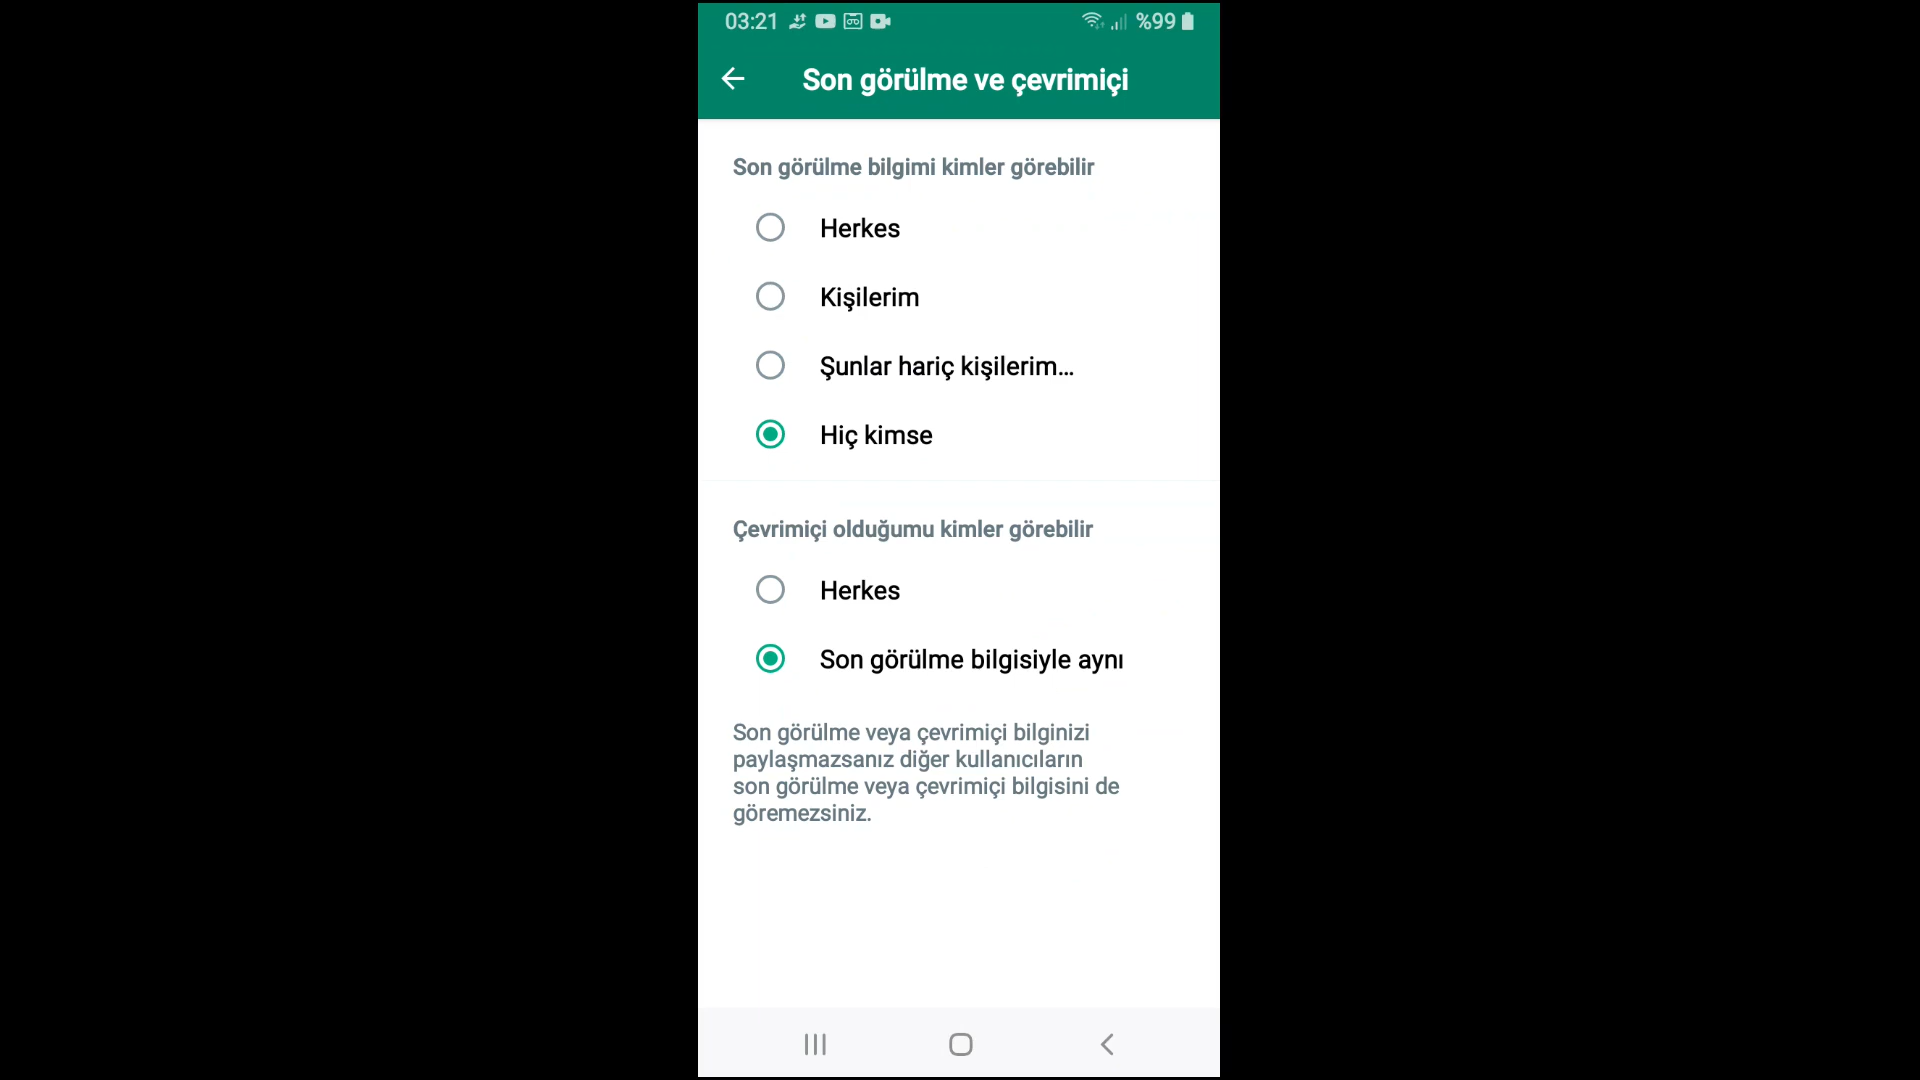 03:21 %99
Son görülme ve çevrimiçi
Son görülme bilgimi kimler görebilir
Herkes
Kişilerim
Şunlar hariç kişilerim...
Hiç kimse
Çevrimiçi olduğumu kimler görebilir
Herkes
Son görülme bilgisiyle aynı
Son görülme veya çevrimiçi bilginizi
paylaşmazsanız diğer kullanıcıların
son görülme veya çevrimiçi bilgisini de
göremezsiniz.